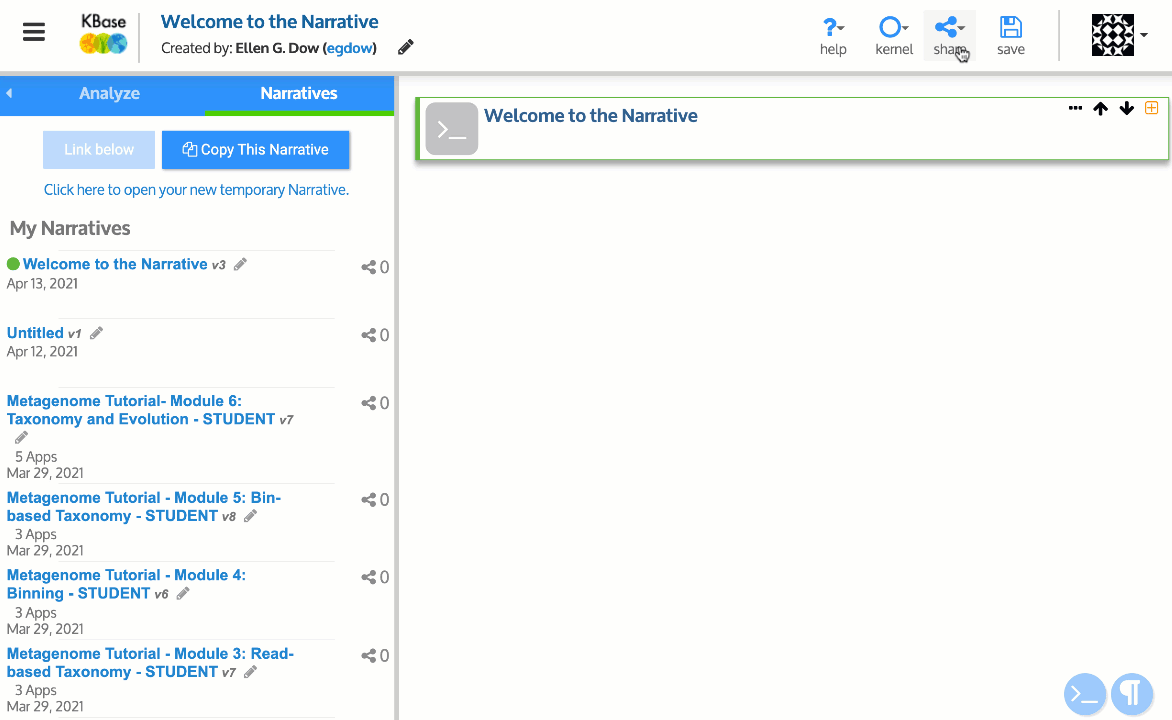 KBase
Welcome to the Narrative
Created by: Ellen G. Dow (egdow)
help
kernel
share
save
Analyze
Narratives
Link below
Copy This Narrative
Click here to open your new temporary Narrative.
My Narratives
Welcome to the Narrative v3
0
Apr 13, 2021
Untitled v1
0
Apr 12, 2021
Metagenome Tutorial- Module 6:
0
Taxonomy and Evolution - STUDENT v7
5 Apps
Mar 29, 2021
Metagenome Tutorial - Module 5: Bin-
0
based Taxonomy - STUDENT v8
3 Apps
Mar 29, 2021
Metagenome Tutorial - Module 4:
0
Binning - STUDENT v6
3 Apps
Mar 29, 2021
Metagenome Tutorial - Module 3: Read-
0
based Taxonomy - STUDENT v7
3 Apps
Mar 29, 2021
Welcome to the Narrative